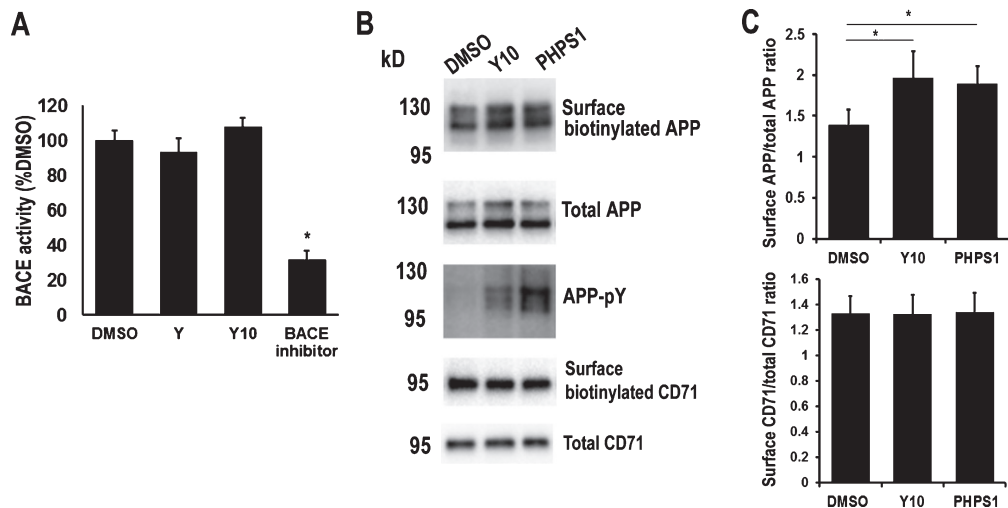 A
BACE activity (%DMSO)
120
100
80
60
40
20
0
DMSO Y Y10 BACE
inhibitor
*
B
kD
DMSO Y10 PHPS1
130
95
Surface
biotinylated APP
130
Total APP
130
95
APP-pY
95
Surface
biotinylated CD71
95
Total CD71
C
Surface APP/total APP ratio
2.5
2
1.5
1
0.5
0
*
*
DMSO Y10 PHPS1
Surface CD71/total CD71 ratio
1.6
1.4
1.2
1
0.8
0.6
0.4
0.2
0
DMSO Y10 PHPS1